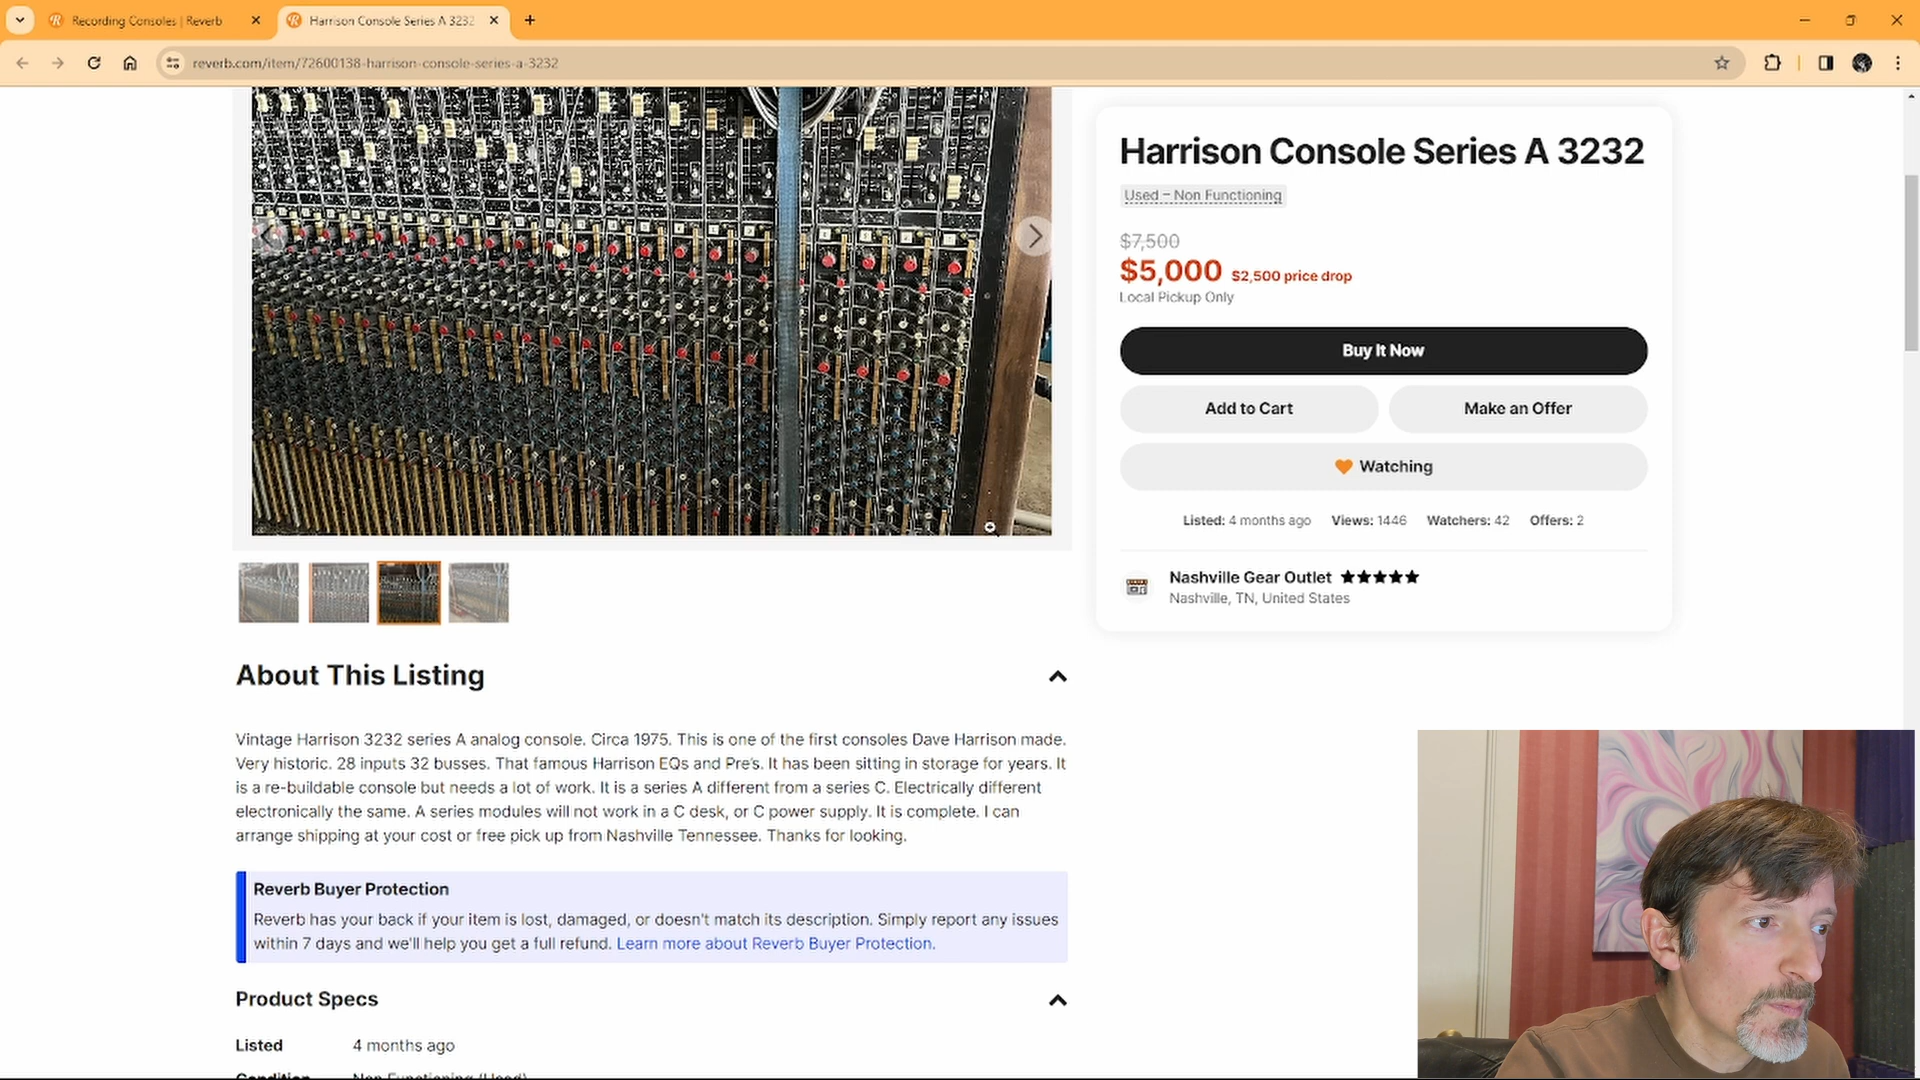 Recording Consoles | Reverb
Harrison Console Series A 3232
reverb.com/item/72600138-harrison-console-series-a-3232
Harrison Console Series A 3232
Used – Non Functioning
$7,500
$5,000 $2,500 price drop
Local Pickup Only
Buy It Now
Add to Cart
Make an Offer
Watching
Listed: 4 months ago Views: 1446 Watchers: 42 Offers: 2
Nashville Gear Outlet ★★★★★
Nashville, TN, United States
About This Listing
Vintage Harrison 3232 series A analog console. Circa 1975. This is one of the first consoles Dave Harrison made.
Very historic. 28 inputs 32 busses. That famous Harrison EQs and Pre's. It has been sitting in storage for years. It
is a re-buildable console but needs a lot of work. It is a series A different from a series C. Electrically different
electronically the same. A series modules will not work in a C desk, or C power supply. It is complete. I can
arrange shipping at your cost or free pick up from Nashville Tennessee. Thanks for looking.
Reverb Buyer Protection
Reverb has your back if your item is lost, damaged, or doesn't match its description. Simply report any issues
within 7 days and we'll help you get a full refund. Learn more about Reverb Buyer Protection.
Product Specs
Listed 4 months ago
Condition Non Functioning (Used)